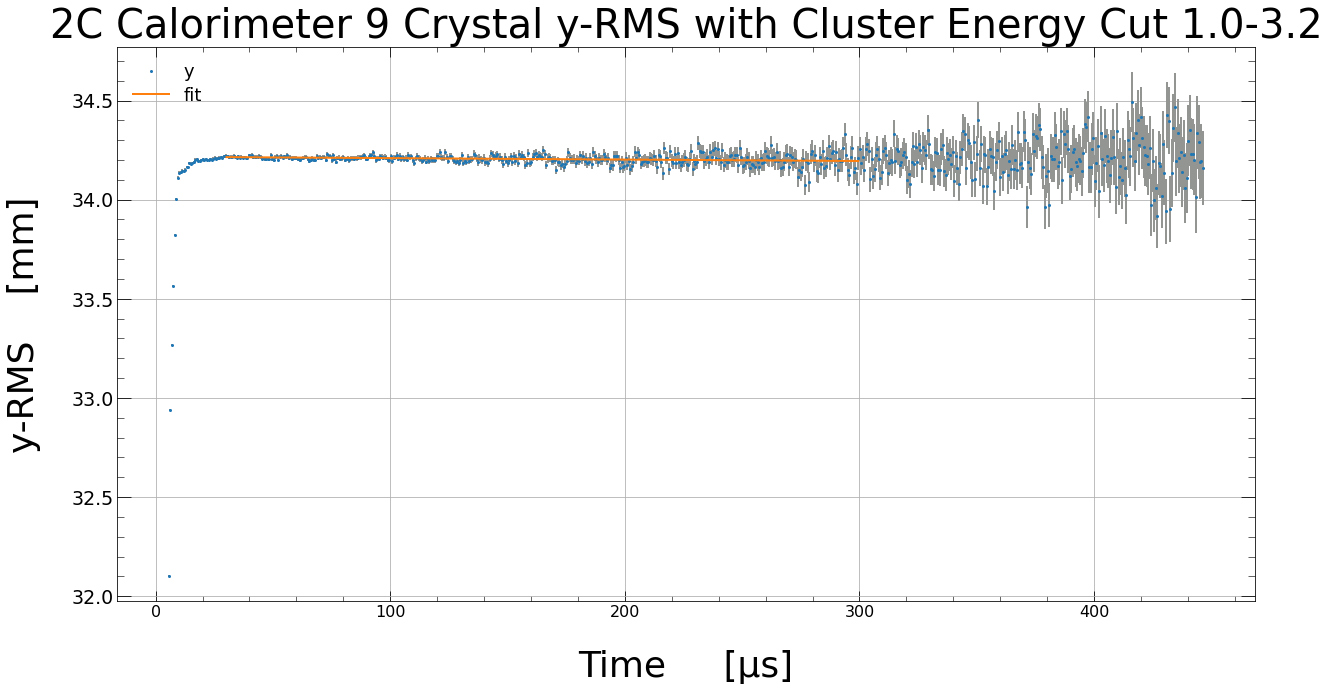 2C Calorimeter 9 Crystal y-RMS with Cluster Energy Cut 1.0-3.2
y
fit
34.5
34.0
33.5
33.0
32.5
32.0
y-RMS [mm]
0 100 200 300 400
Time [μs]